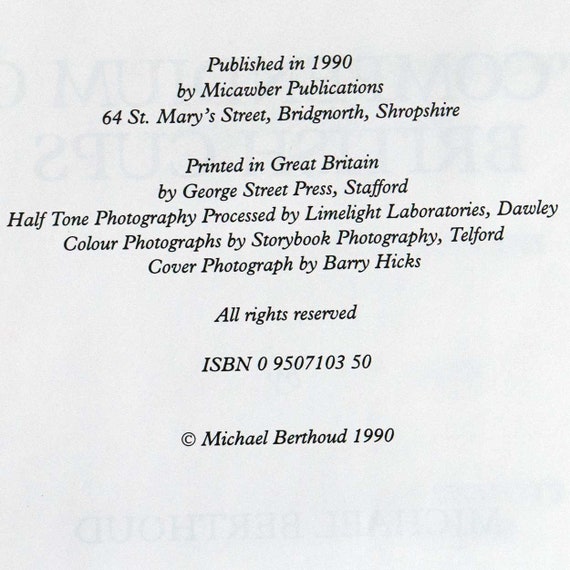 Published in 1990
by Micawber Publications
64 St. Mary's Street, Bridgnorth, Shropshire
Printed in Great Britain
by George Street Press, Stafford
Half Tone Photography Processed by Limelight Laboratories, Dawley
Colour Photographs by Storybook Photography, Telford
Cover Photograph by Barry Hicks
All rights reserved
ISBN 0 9507103 50
© Michael Berthoud 1990